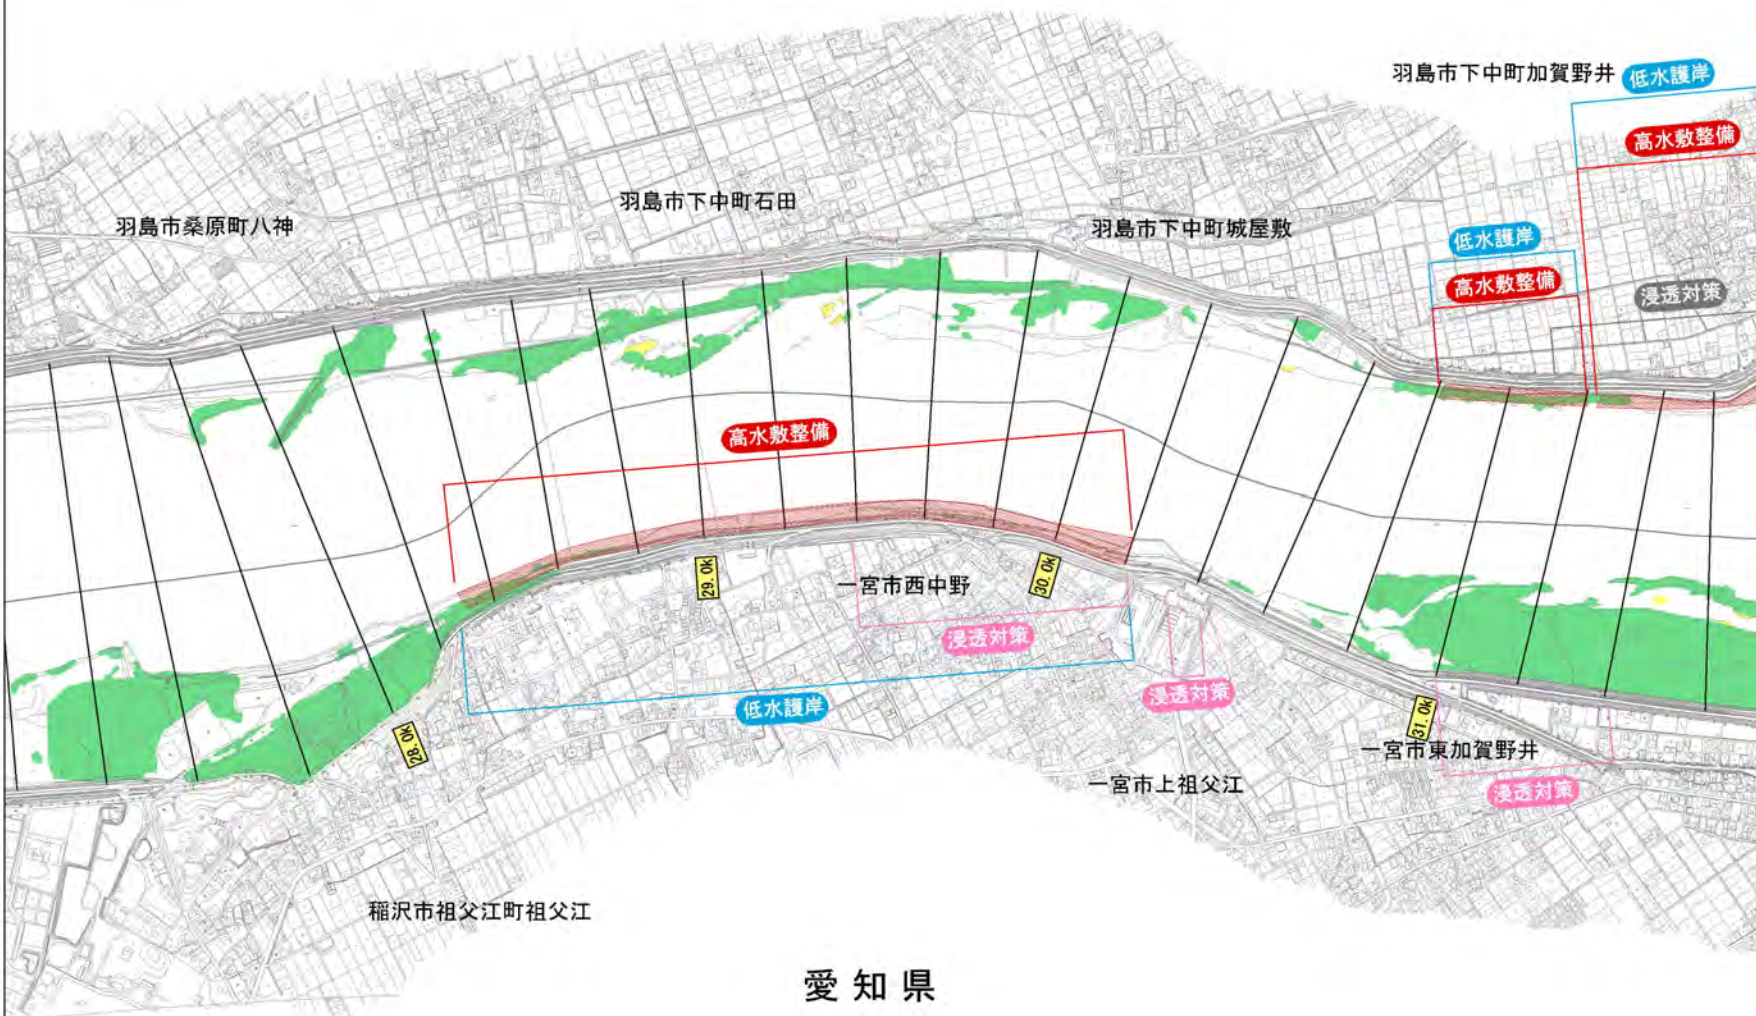 羽島市下中町加賀野井
低水護岸
高水敷整備
羽島市下中町石田
羽島市桑原町八神
羽島市下中町城屋敷
低水護岸
高水敷整備
浸透対策
高水敷整備
29.0k
一宮市西中野
30.0k
浸透対策
浸透対策
低水護岸
28.0k
31.0k
一宮市東加賀野井
一宮市上祖父江
浸透対策
稲沢市祖父江町祖父江
愛知県